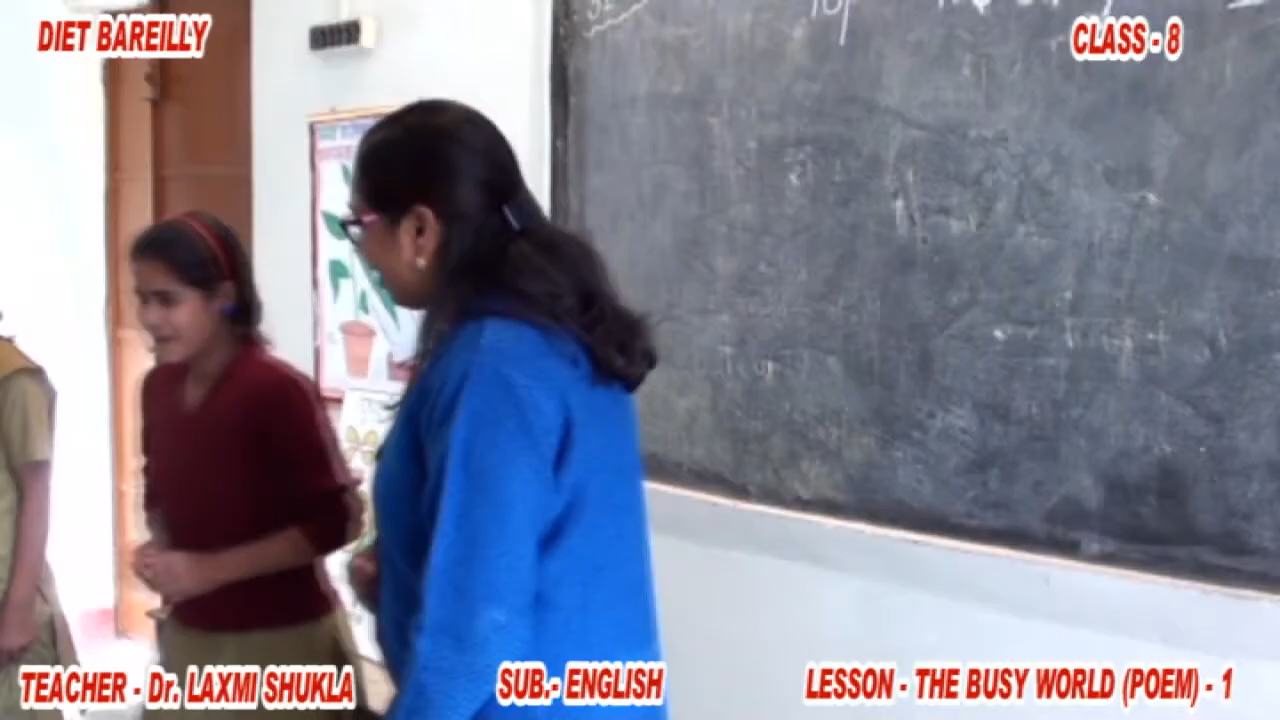 DIET BAREILLY
CLASS - 8
TEACHER - Dr. LAXMI SHUKLA
SUB.- ENGLISH
LESSON - THE BUSY WORLD (POEM) - 1